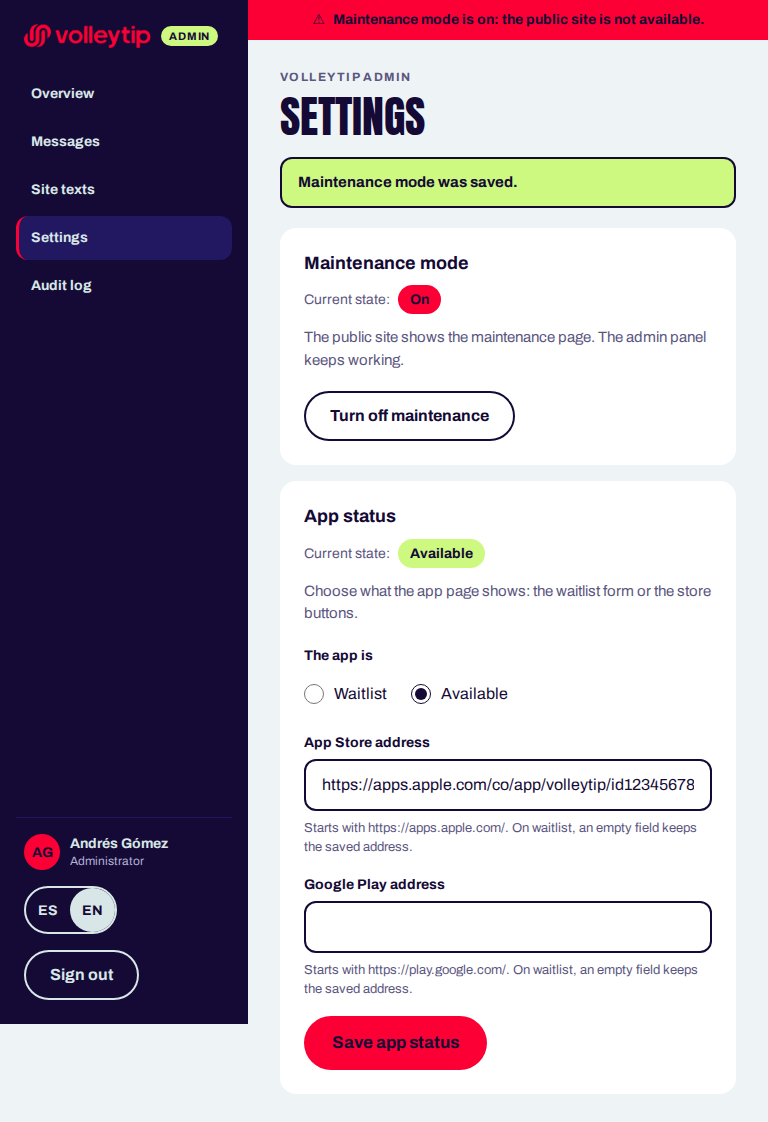 volleytip ADMIN
Overview
Messages
Site texts
Settings
Audit log
AG
Andrés Gómez
Administrator
ES EN
Sign out
⚠ Maintenance mode is on: the public site is not available.
VOLLEYTIP ADMIN
SETTINGS
Maintenance mode was saved.
Maintenance mode
Current state: On
The public site shows the maintenance page. The admin panel
keeps working.
Turn off maintenance
App status
Current state: Available
Choose what the app page shows: the waitlist form or the store
buttons.
The app is
Waitlist Available
App Store address
https://apps.apple.com/co/app/volleytip/id12345678
Starts with https://apps.apple.com/. On waitlist, an empty field keeps
the saved address.
Google Play address
Starts with https://play.google.com/. On waitlist, an empty field keeps
the saved address.
Save app status